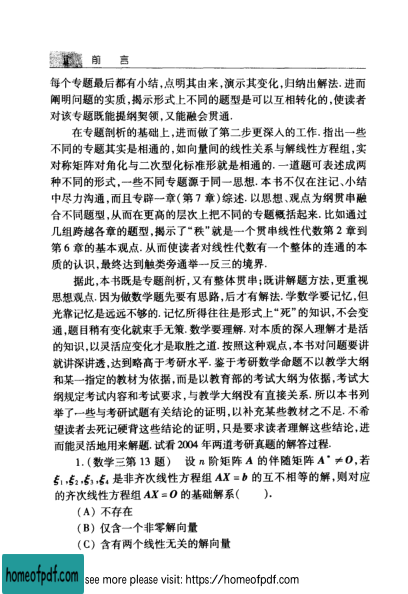 前 言
每个专题最后都有小结,点明其由来,演示其变化,归纳出解法. 进而
阐明问题的实质,揭示形式上不同的题型是可以互相转化的,使读者
对该专题既能提纲挈领,又能融会贯通.
在专题剖析的基础上,进而做了第二步更深入的工作. 指出一些
不同的专题其实是相通的,如向量间的线性关系与解线性方程组,实
对称矩阵对角化与二次型化标准形就是相通的. 一道题可表述成两
种不同的形式,一些不同专题源于同一思想. 本书不仅在注记、小结
中尽力沟通,而且专辟一章(第 7 章)综述. 以思想、观点为纲贯串融
合不同题型,从而在更高的层次上把不同的专题概括起来. 比如通过
几组跨越各章的题型,揭示了“秩”就是一个贯串线性代数第 2 章到
第 6 章的基本观点. 从而使读者对线性代数有一个整体的连通的本
质的认识,最终达到触类旁通举一反三的境界.
据此,本书既是专题剖析,又有整体贯串;既讲解题方法,更重视
思想观点. 因为做数学题先要有思路,后才有解法. 学数学要记忆,但
光靠记忆是远远不够的. 记忆所得往往是形式上“死”的知识,不会变
通,题目稍有变化就束手无策. 数学要理解. 对本质的深入理解才是活
的知识,以灵活应变化才是取胜之道. 按照这种观点,本书对问题要讲
就讲深讲透,达到略高于考研水平. 鉴于考研数学命题不以教学大纲
和某一指定的教材为依据,而是以教育部的考试大纲为依据,考试大
纲规定考试内容和考试要求,与教学大纲没有直接关系. 所以本书列
举了一些与考研试题有关结论的证明,以补充某些教材之不足. 不希
望读者去死记硬背这些结论的证明,只是要求读者理解这些结论,进
而能灵活地用来解题. 试看 2004 年两道考研真题的解答过程.
1. (数学三第 13 题) 设 n 阶矩阵 A 的伴随矩阵 A* ≠O,若
ξ₁,ξ₂,ξ₃,ξ₄ 是非齐次线性方程组 AX = b 的互不相等的解,则对应
的齐次线性方程组 AX = O 的基础解系( ).
(A) 不存在
(B) 仅含一个非零解向量
(C) 含有两个线性无关的解向量
homeofpdf.com see more please visit: https://homeofpdf.com